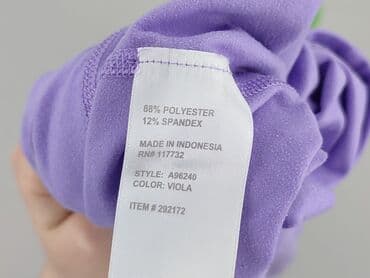 88% POLYESTER
12% SPANDEX
MADE IN INDONESIA
RN# 117732
STYLE: A96240
COLOR: VIOLA
ITEM # 292172